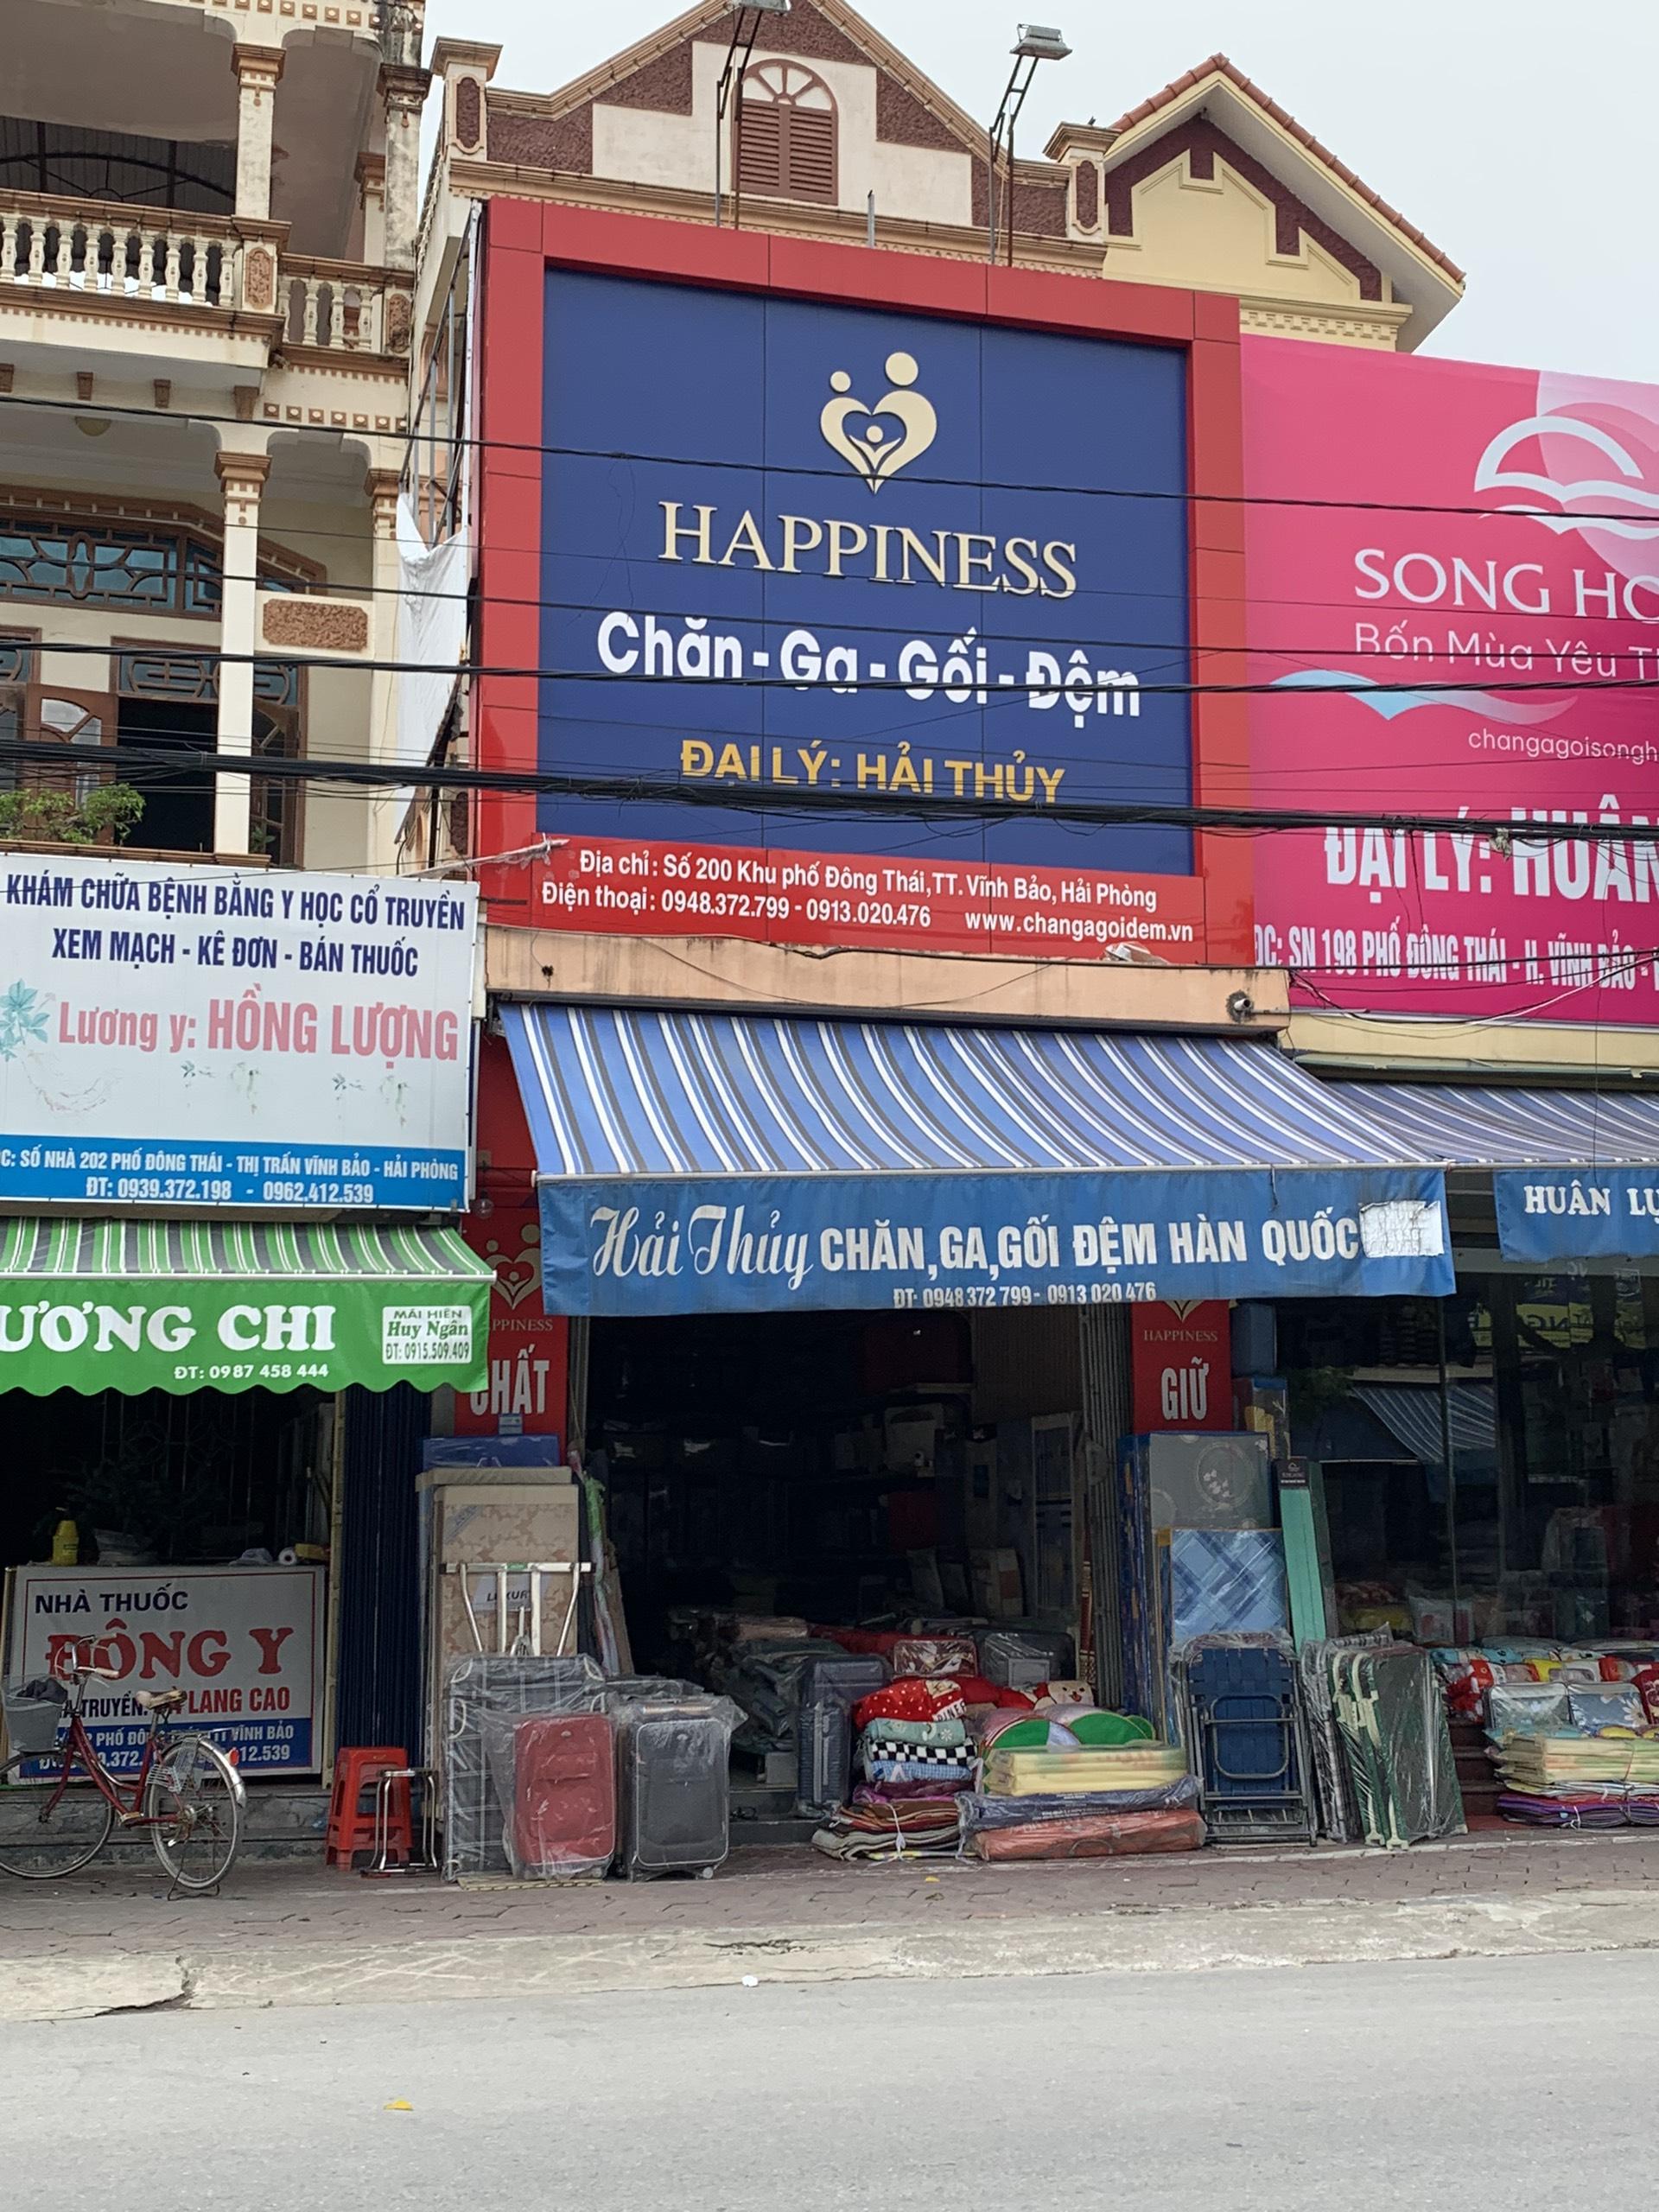 HAPPINESS
Chăn - Ga - Gối - Đệm
ĐẠI LÝ: HẢI THỦY
Địa chỉ: Số 200 Khu phố Đông Thái, TT. Vĩnh Bảo, Hải Phòng
Điện thoại: 0948.372.799 - 0913.020.476 www.changagoidem.vn
SONG
Bốn Mùa Yêu
ĐẠI LÝ: HUÂN
ĐC: SN 198 PHỐ ĐÔNG THÁI - H. VĨNH BẢO -
KHÁM CHỮA BỆNH BẰNG Y HỌC CỔ TRUYỀN
XEM MẠCH - KÊ ĐƠN - BÁN THUỐC
Lương y: HỒNG LƯỢNG
ĐC: SỐ NHÀ 202 PHỐ ĐÔNG THÁI - THỊ TRẤN VĨNH BẢO - HẢI PHÒNG
ĐT: 0939.372.198 - 0962.412.539
Hải Thủy CHĂN, GA, GỐI ĐỆM HÀN QUỐC
ĐT: 0948 372 799 - 0913 020 476
HUÂN
ƯƠNG CHI
ĐT: 0987 458 444
MÁI HIÊN
Huy Ngân
ĐT: 0915.509.409
PPINESS
CHẤT
HAPPINESS
GIỮ
NHÀ THUỐC
ĐÔNG Y
TRUYỀN LANG CAO
PHỐ VĨNH BẢO
12.539